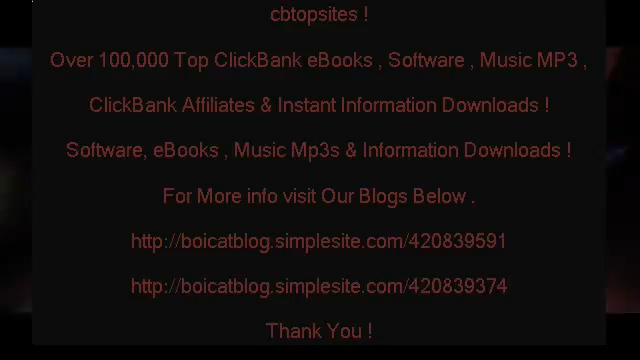 cbtopsites !
Over 100,000 Top ClickBank eBooks , Software , Music MP3 ,
ClickBank Affiliates & Instant Information Downloads !
Software, eBooks , Music Mp3s & Information Downloads !
For More info visit Our Blogs Below .
http://boicatblog.simplesite.com/420839591
http://boicatblog.simplesite.com/420839374
Thank You !